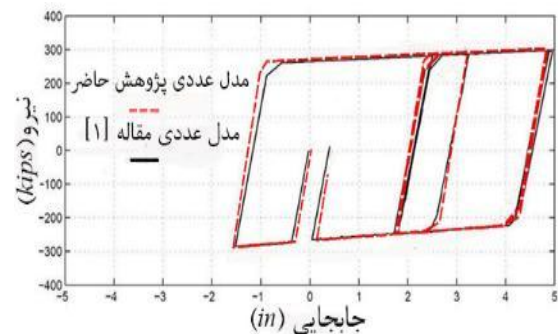 400
300
200
100
0
-100
-200
-300
-400
نیرو (kips)
مدل عددی پژوهش حاضر
مدل عددی مقاله [۱]
-5 -4 -3 -2 -1 0 1 2 3 4 5
جابجایی (in)